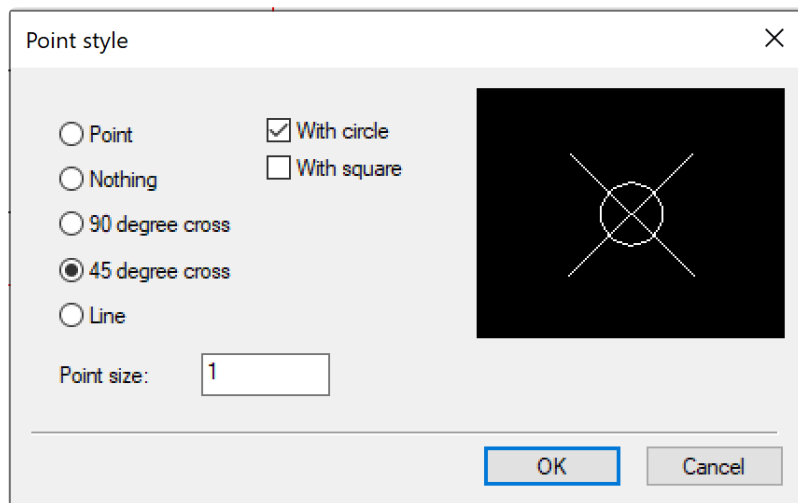 Point style
Point
Nothing
90 degree cross
45 degree cross
Line
With circle
With square
Point size: 1
OK Cancel